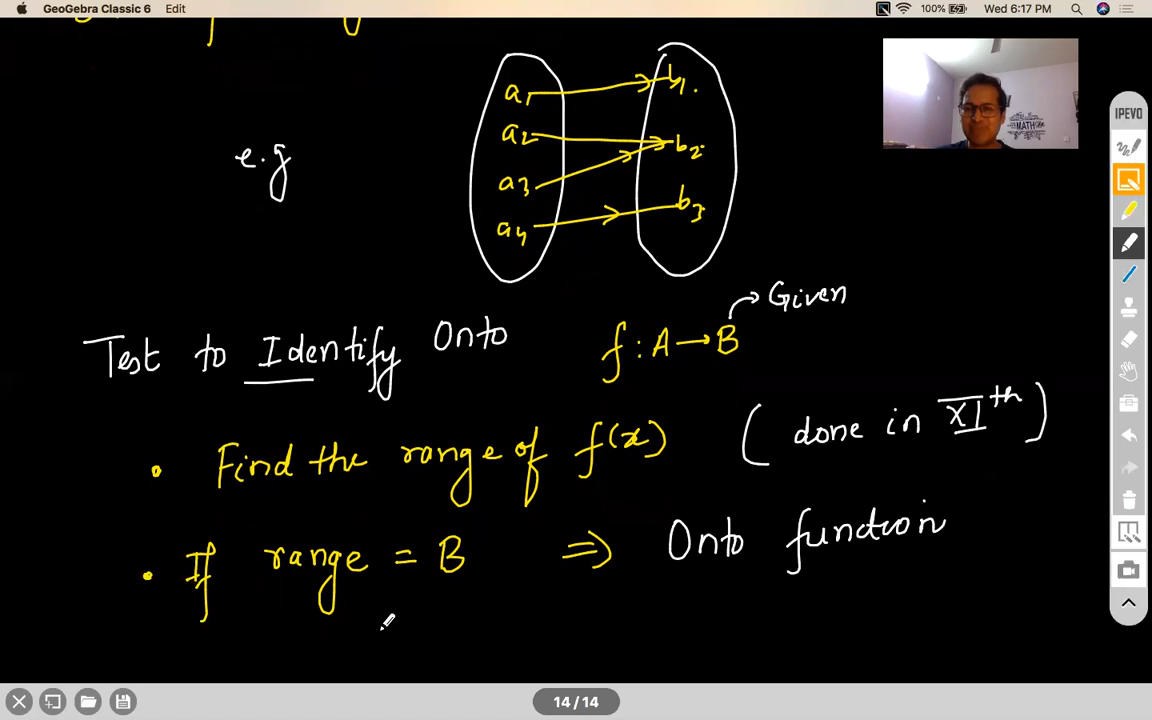 GeoGebra Classic 6 Edit 100% Wed 6:17 PM
IPEVO
MATH
a1 b1.
a2 b2.
a3
a4 b3
e.g
Given
Test to Identify Onto f : A → B
• Find the range of f(x) (done in XIth)
• If range = B ⇒ Onto function
14 / 14